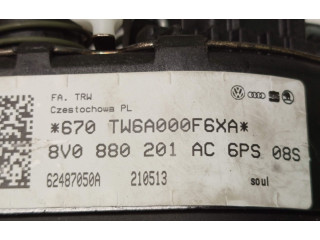 FA. TRW
Czestochowa PL
*670 TW6A000F6XA*
8V0 880 201 AC 6PS 08S
62487050A 210513 soul